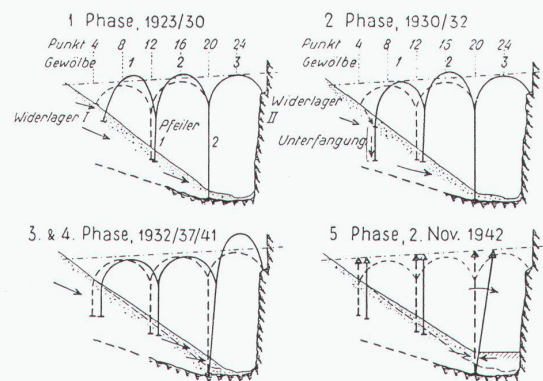 1 Phase, 1923/30
Punkt 4 8 12 16 20 24
Gewölbe 1 2 3
Widerlager I
Pfeiler
1 2
2 Phase, 1930/32
Punkt 4 8 12 15 20 24
Gewölbe 1 2 3
Widerlager
II
Unterfangung
3. & 4. Phase, 1932/37/41
5 Phase, 2. Nov. 1942